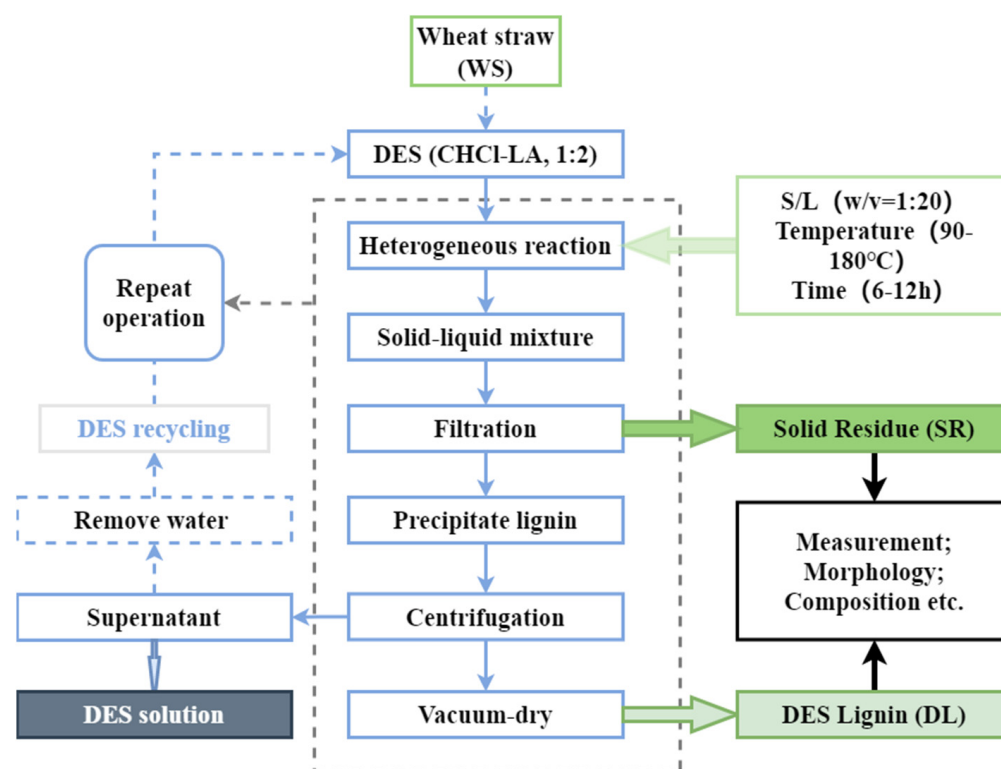 Wheat straw
(WS)
DES (CHCl-LA, 1:2)
S/L（w/v=1:20）
Temperature（90-
180℃）
Time（6-12h）
Heterogeneous reaction
Repeat
operation
Solid-liquid mixture
DES recycling
Filtration
Solid Residue (SR)
Remove water
Precipitate lignin
Measurement;
Morphology;
Composition etc.
Supernatant
Centrifugation
DES solution
Vacuum-dry
DES Lignin (DL)